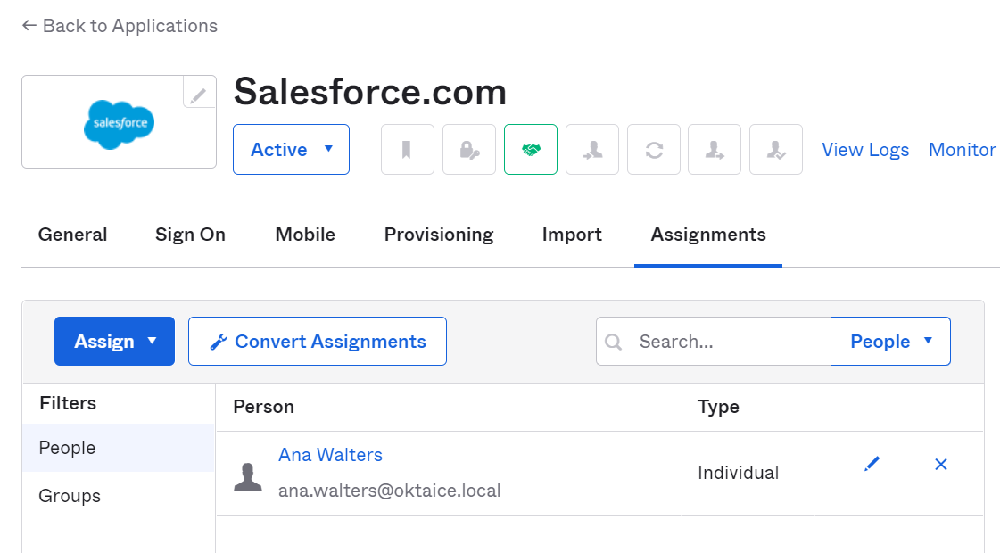 ← Back to Applications
salesforce
Salesforce.com
Active ▼ View Logs Monitor
General Sign On Mobile Provisioning Import Assignments
Assign ▼ Convert Assignments Search... People ▼
Filters Person Type
People Ana Walters
ana.walters@oktaice.local Individual
Groups